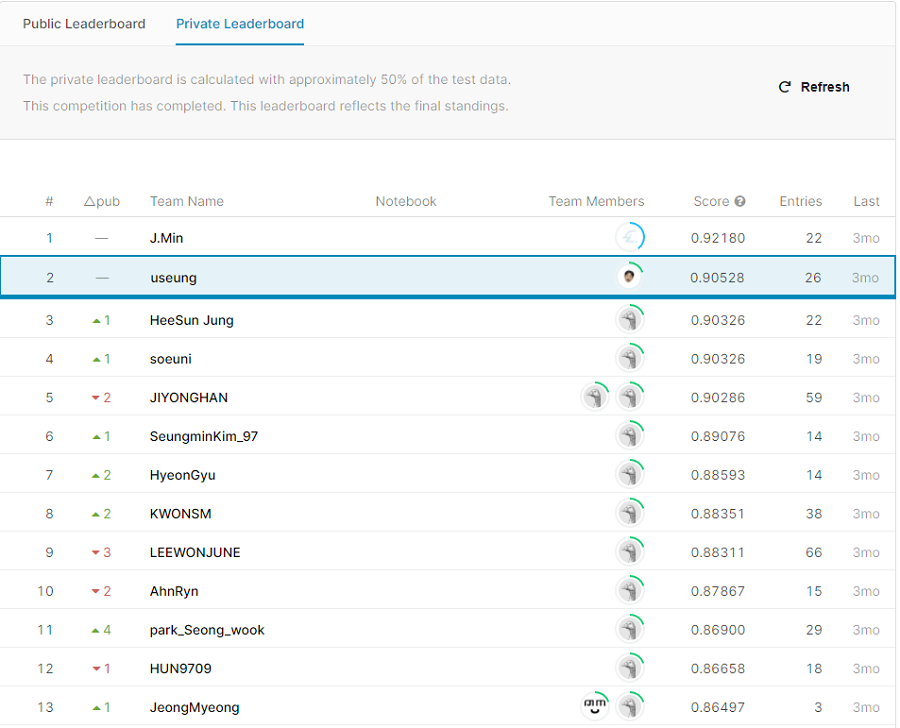 Public Leaderboard Private Leaderboard
The private leaderboard is calculated with approximately 50% of the test data.
This competition has completed. This leaderboard reflects the final standings.
Refresh
# △pub Team Name Notebook Team Members Score Entries Last
1 — J.Min 0.92180 22 3mo
2 — useung 0.90528 26 3mo
3 ▲1 HeeSun Jung 0.90326 22 3mo
4 ▲1 soeuni 0.90326 19 3mo
5 ▼2 JIYONGHAN 0.90286 59 3mo
6 ▲1 SeungminKim_97 0.89076 14 3mo
7 ▲2 HyeonGyu 0.88593 14 3mo
8 ▲2 KWONSM 0.88351 38 3mo
9 ▼3 LEEWONJUNE 0.88311 66 3mo
10 ▼2 AhnRyn 0.87867 15 3mo
11 ▲4 park_Seong_wook 0.86900 29 3mo
12 ▼1 HUN9709 0.86658 18 3mo
13 ▲1 JeongMyeong 0.86497 3 3mo